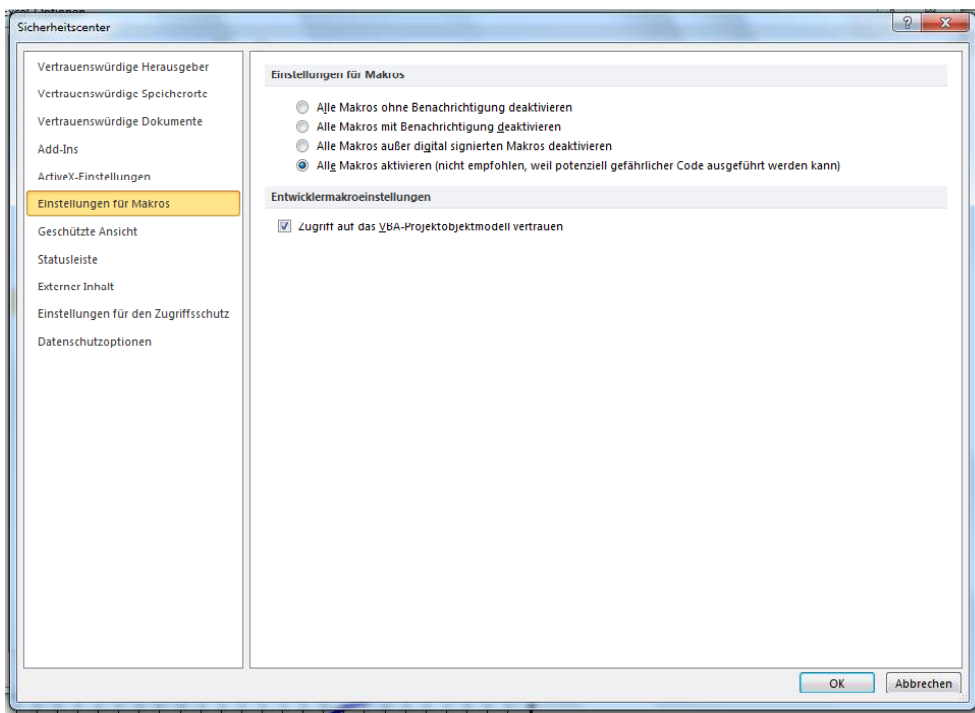 Excel Optionen
Sicherheitscenter
Vertrauenswürdige Herausgeber
Vertrauenswürdige Speicherorte
Vertrauenswürdige Dokumente
Add-Ins
ActiveX-Einstellungen
Einstellungen für Makros
Geschützte Ansicht
Statusleiste
Externer Inhalt
Einstellungen für den Zugriffsschutz
Datenschutzoptionen
Einstellungen für Makros
Alle Makros ohne Benachrichtigung deaktivieren
Alle Makros mit Benachrichtigung deaktivieren
Alle Makros außer digital signierten Makros deaktivieren
Alle Makros aktivieren (nicht empfohlen, weil potenziell gefährlicher Code ausgeführt werden kann)
Entwicklermakroeinstellungen
Zugriff auf das VBA-Projektobjektmodell vertrauen
OK
Abbrechen